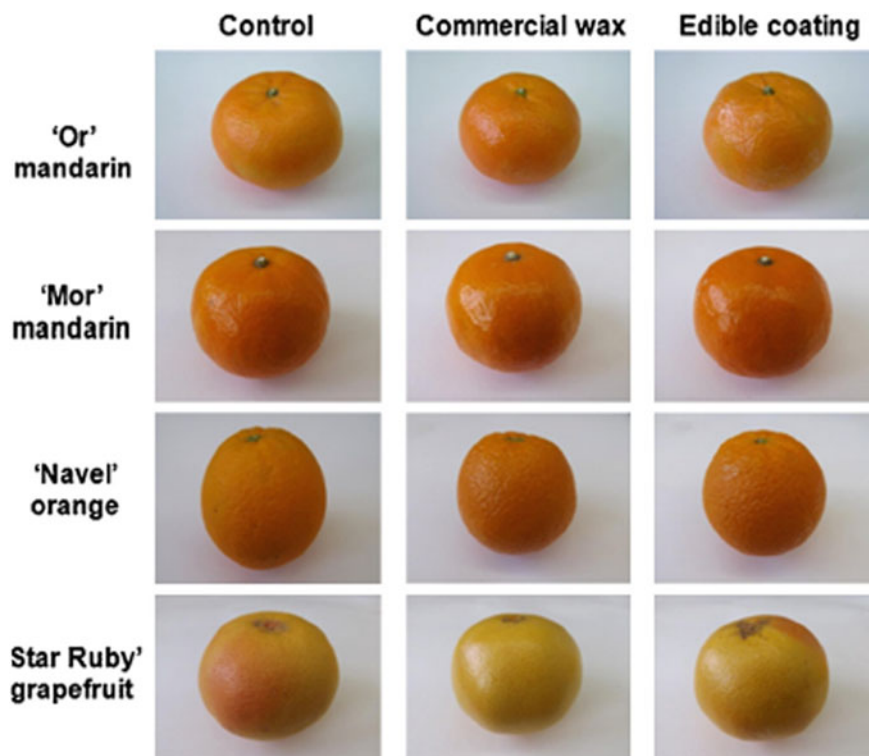 Control
Commercial wax
Edible coating
‘Or’
mandarin
‘Mor’
mandarin
‘Navel’
orange
Star Ruby’
grapefruit